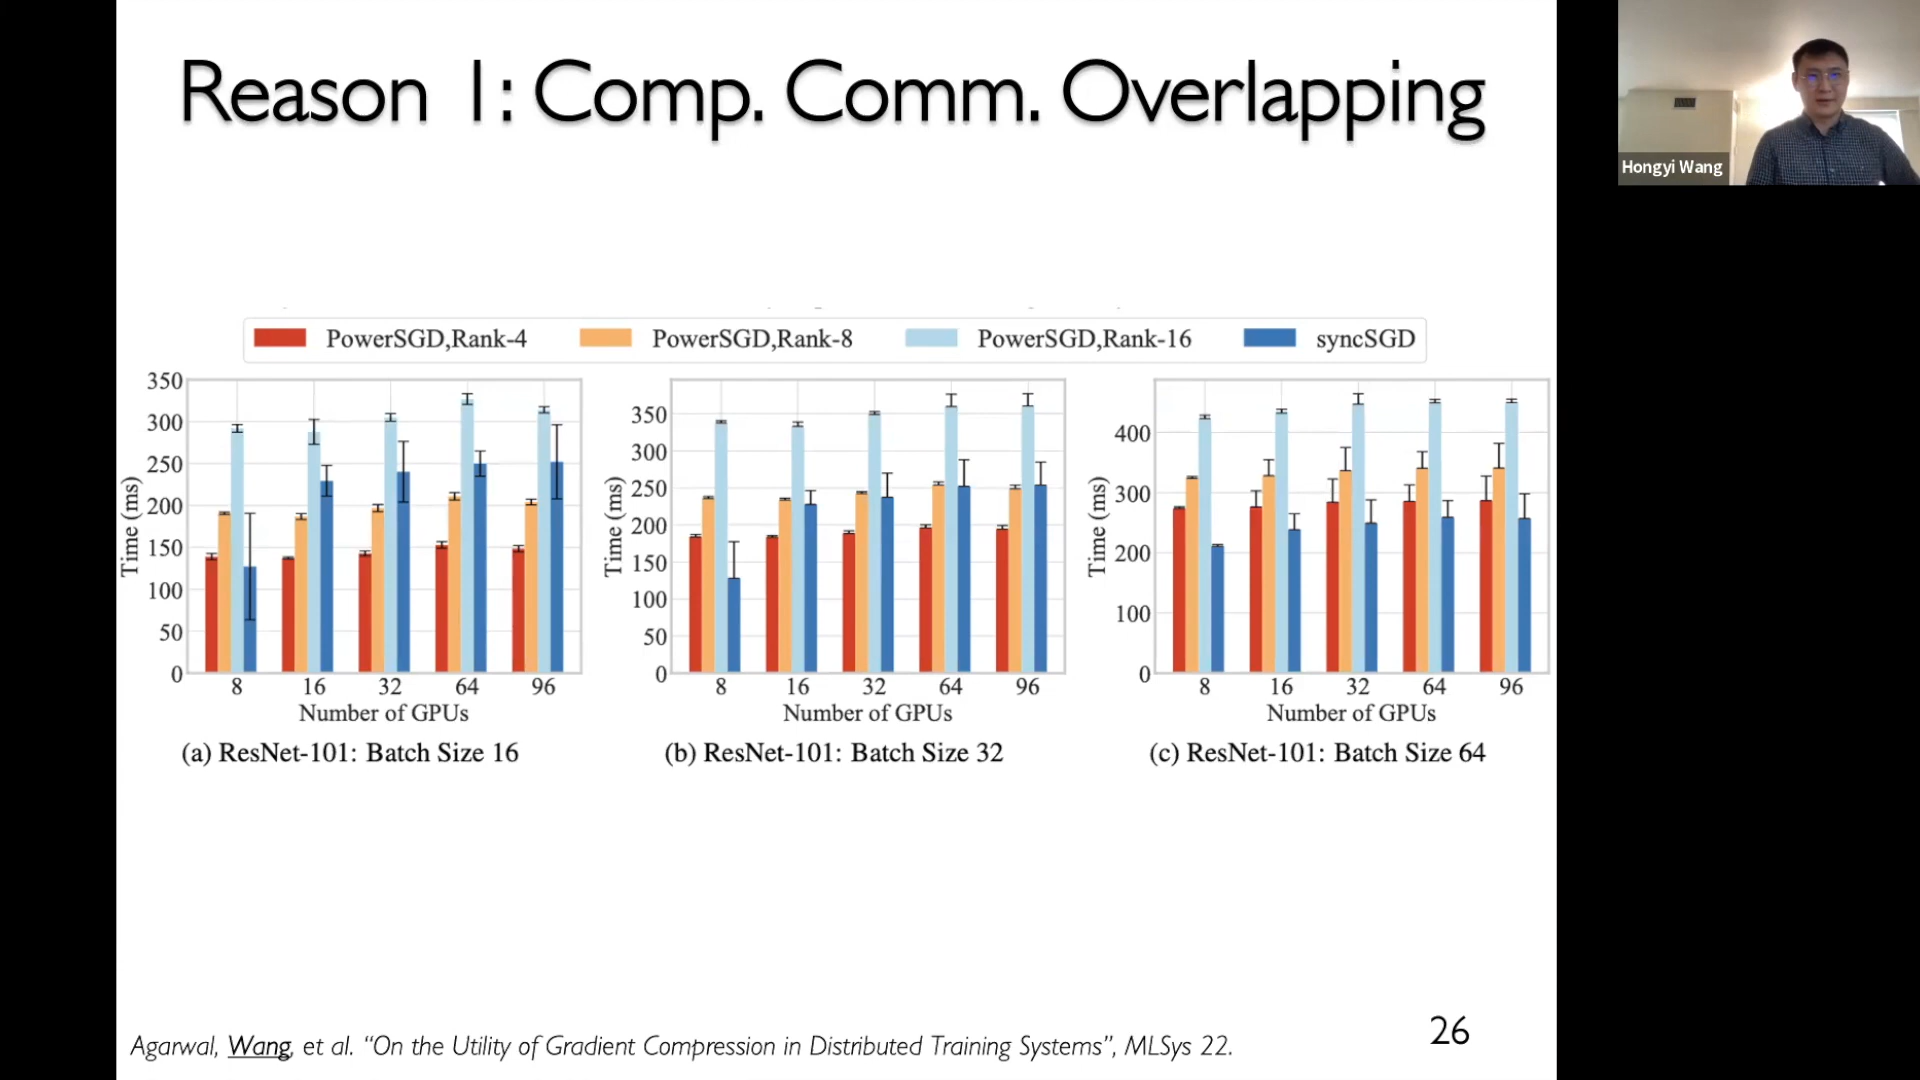 Reason 1: Comp. Comm. Overlapping
Hongyi Wang
PowerSGD,Rank-4 PowerSGD,Rank-8 PowerSGD,Rank-16 syncSGD
350
300
250
200
150
100
50
0
Time (ms)
8 16 32 64 96
Number of GPUs
(a) ResNet-101: Batch Size 16
350
300
250
200
150
100
50
0
Time (ms)
8 16 32 64 96
Number of GPUs
(b) ResNet-101: Batch Size 32
400
300
200
100
0
Time (ms)
8 16 32 64 96
Number of GPUs
(c) ResNet-101: Batch Size 64
Agarwal, Wang, et al. “On the Utility of Gradient Compression in Distributed Training Systems”, MLSys 22.
26